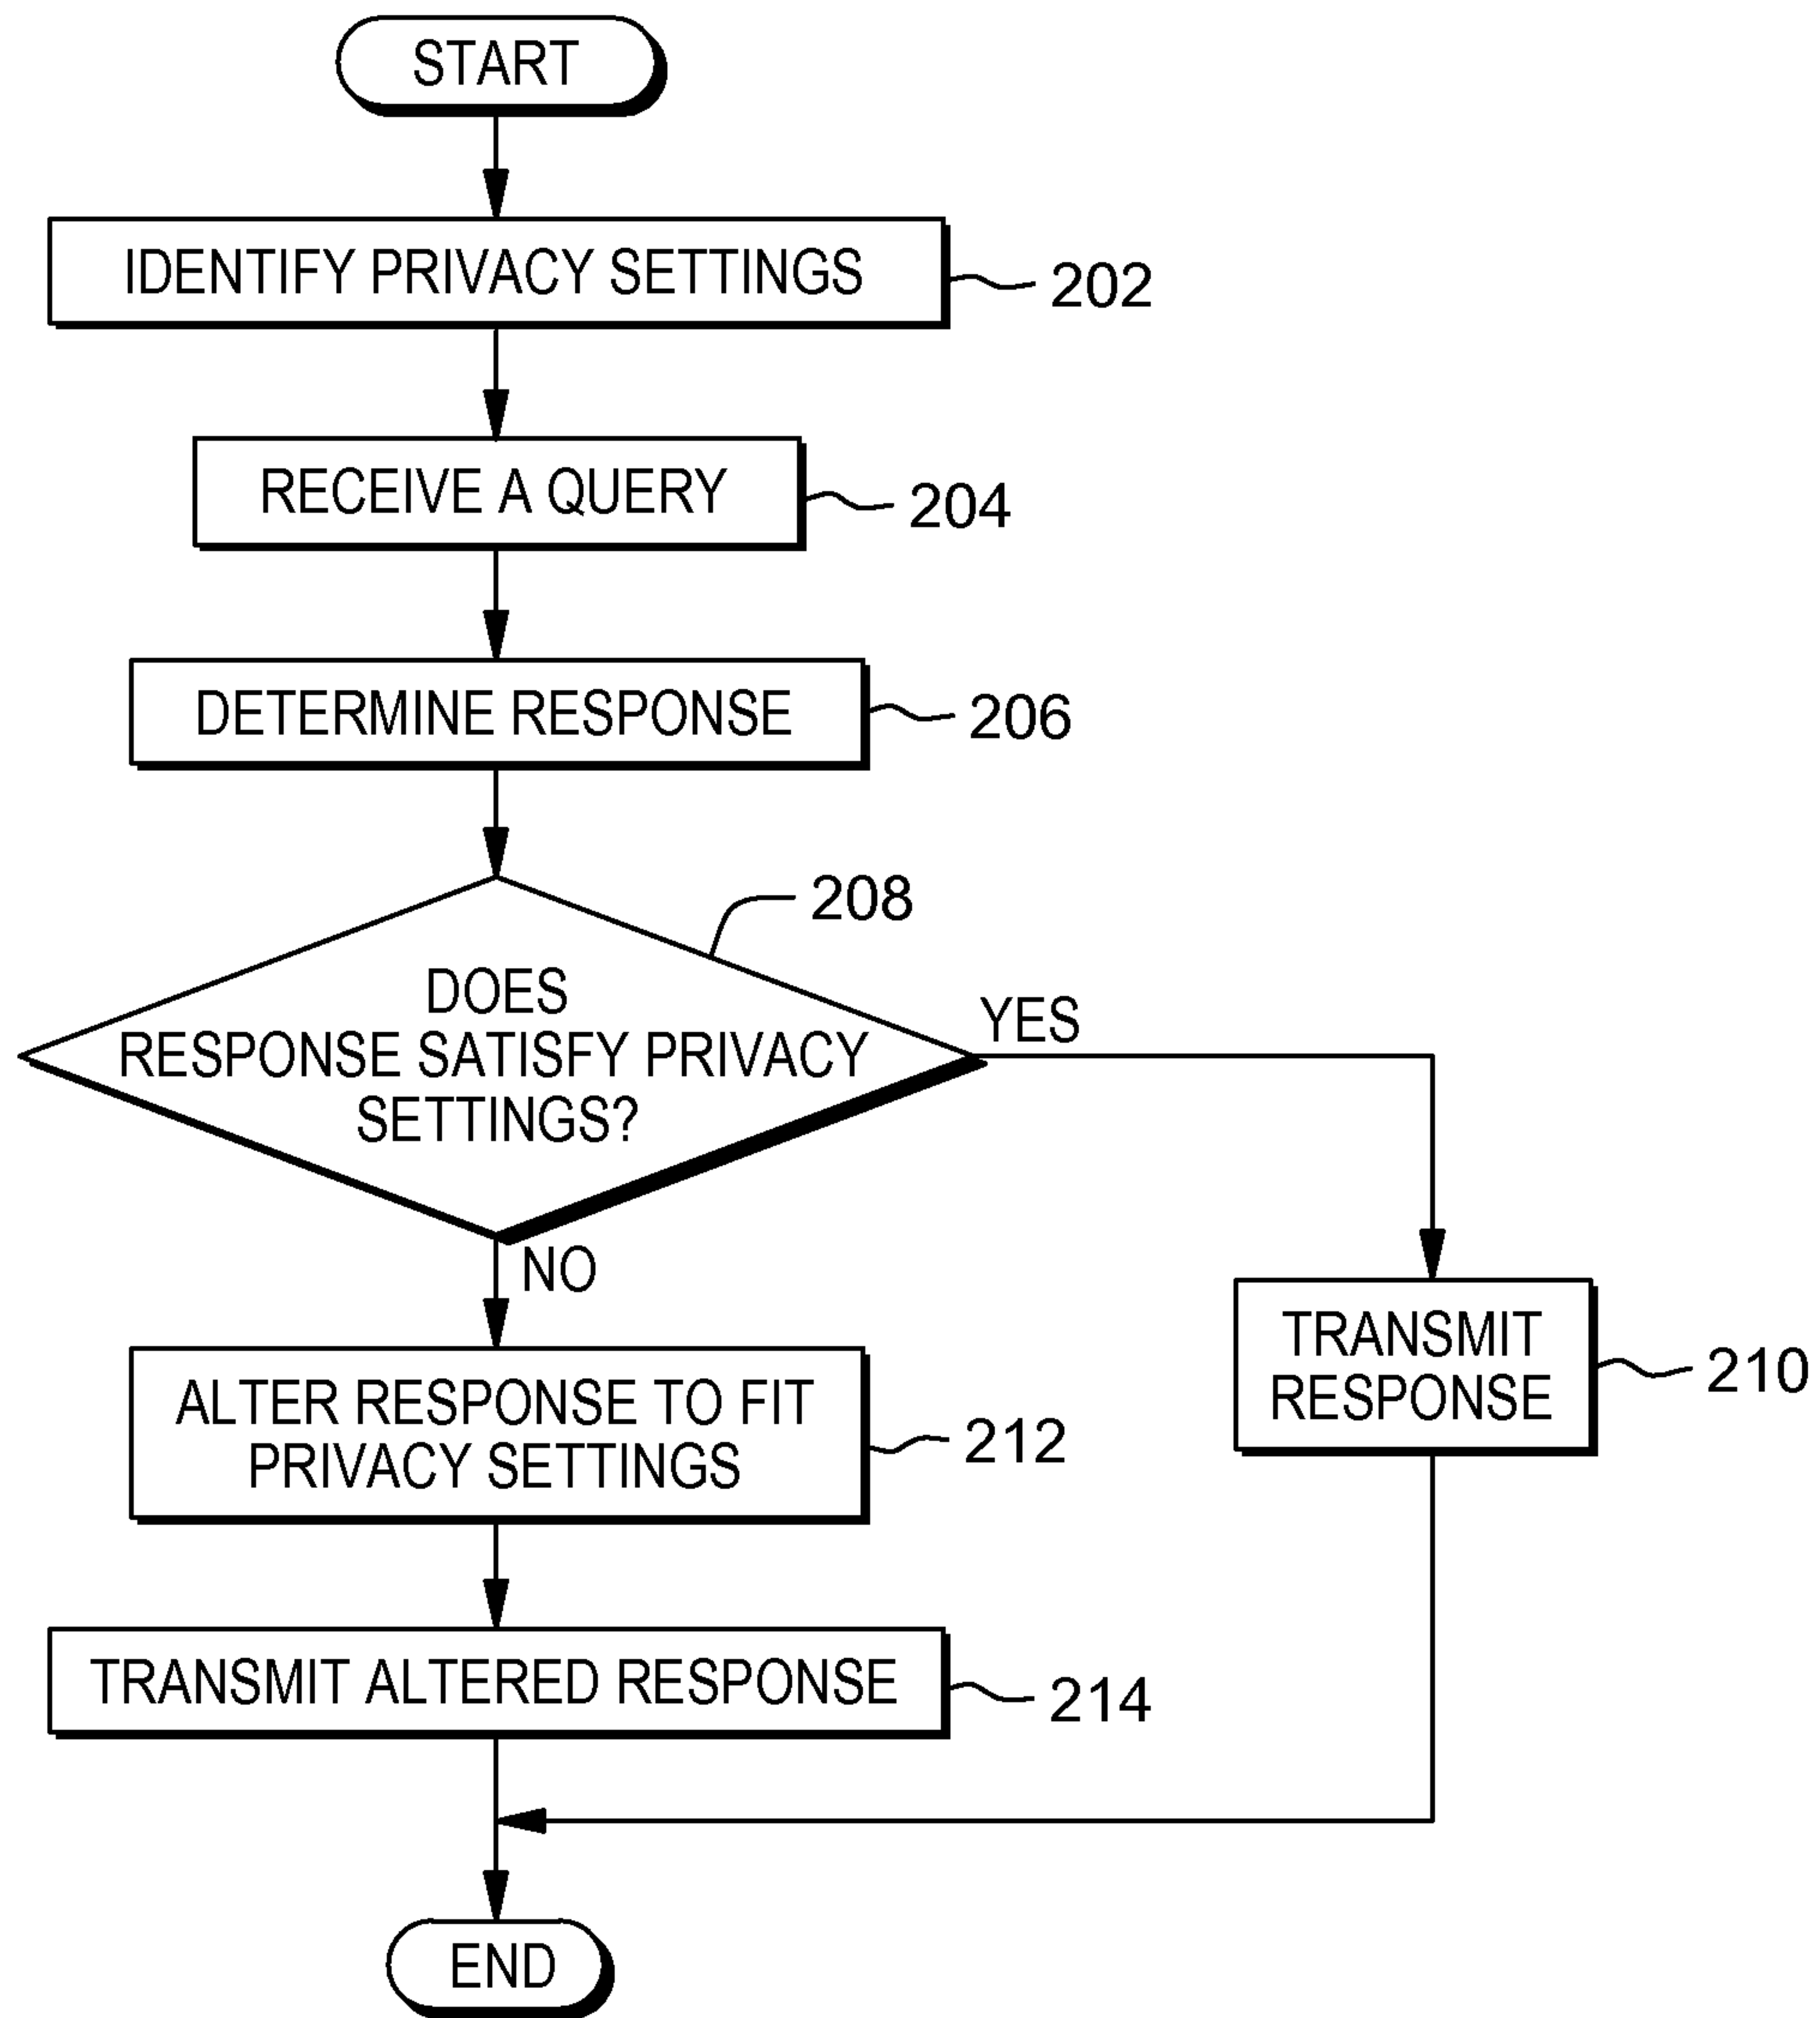 START
IDENTIFY PRIVACY SETTINGS
202
RECEIVE A QUERY
204
DETERMINE RESPONSE
206
208
DOES
RESPONSE SATISFY PRIVACY
SETTINGS?
YES
NO
TRANSMIT
RESPONSE
210
ALTER RESPONSE TO FIT
PRIVACY SETTINGS
212
TRANSMIT ALTERED RESPONSE
214
END